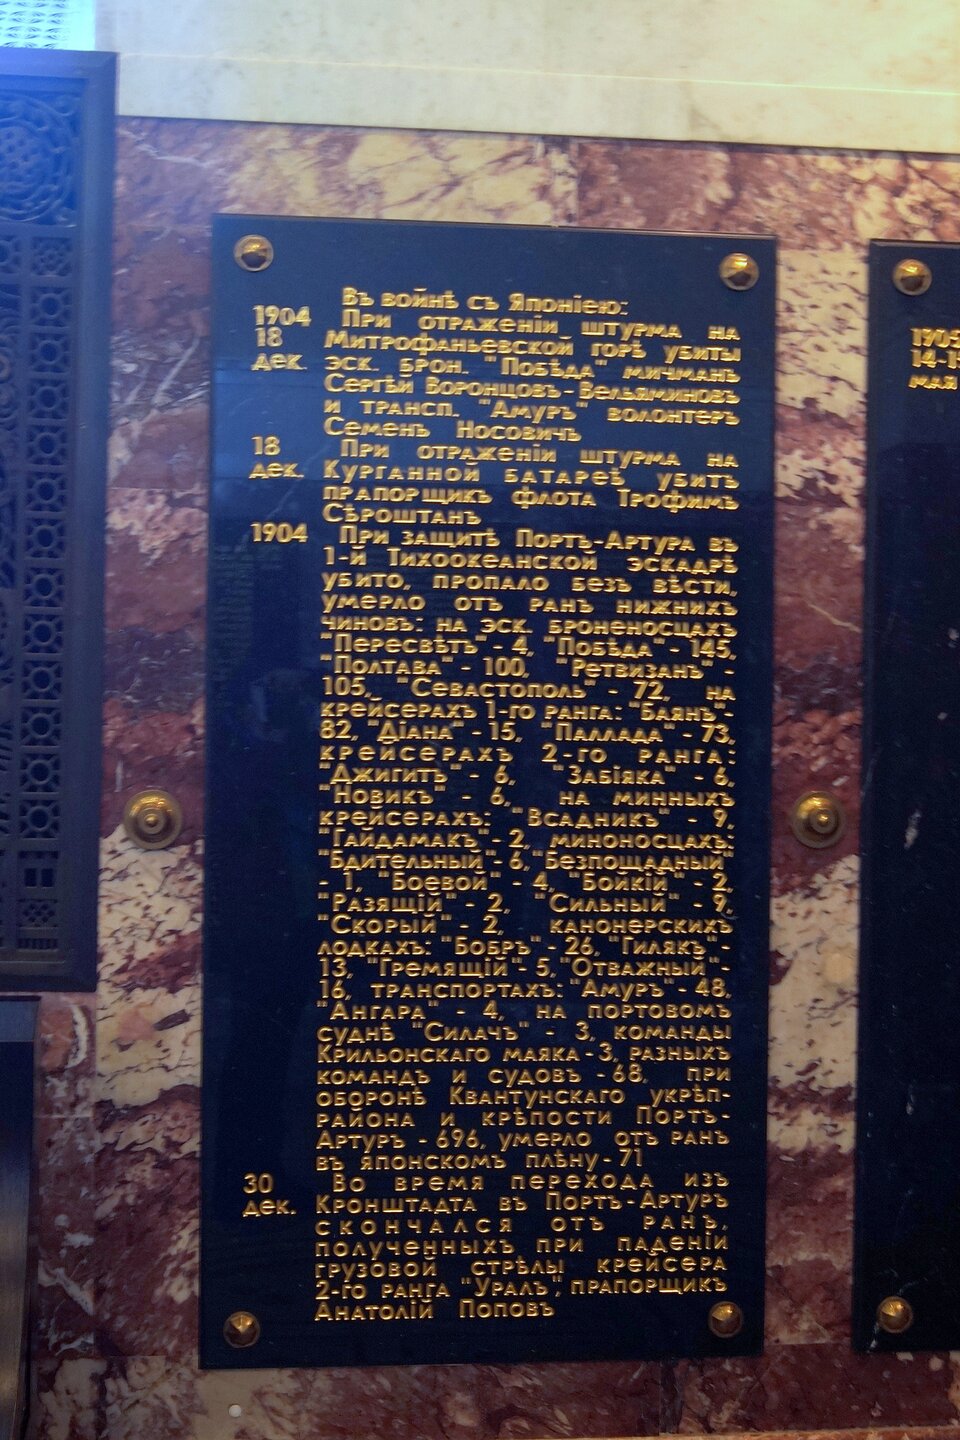 Въ войнѣ съ Японіею:
1904 При отраженіи штурма на
18 Митрофаньевской горѣ убиты
дек. эск. брон. "Побѣда" мичманъ
Сергѣй Воронцовъ-Вельяминовъ
и трансп. "Амуръ" волонтеръ
Семенъ Носовичъ
18 При отраженіи штурма на
дек. Курганной батареѣ убитъ
прапорщикъ флота Трофимъ
Сѣроштанъ
1904 При защитѣ Портъ-Артура въ
1-й Тихоокеанской эскадрѣ
убито, пропало безъ вѣсти,
умерло отъ ранъ нижнихъ
чиновъ: на эск. броненосцахъ
"Пересвѣтъ" - 4, "Побѣда" - 145,
"Полтава" - 100, "Ретвизанъ" -
105, "Севастополь" - 72, на
крейсерахъ 1-го ранга: "Баянъ" -
82, "Діана" - 15, "Паллада" - 73,
крейсерахъ 2-го ранга:
"Джигитъ" - 6, "Забіяка" - 6,
"Новикъ" - 6, на минныхъ
крейсерахъ: "Всадникъ" - 9,
"Гайдамакъ" - 2, миноносцахъ:
"Бдительный" - 6, "Безпощадный"
- 1, "Боевой" - 4, "Бойкій" - 2,
"Разящій" - 2, "Сильный" - 9,
"Скорый" - 2, канонерскихъ
лодкахъ: "Бобръ" - 26, "Гилякъ" -
13, "Гремящій" - 5, "Отважный" -
16, транспортахъ: "Амуръ" - 48,
"Ангара" - 4, на портовомъ
суднѣ "Силачъ" - 3, команды
Крильонскаго маяка - 3, разныхъ
командъ и судовъ - 68, при
оборонѣ Квантунскаго укрѣп-
района и крѣпости Портъ-
Артуръ - 696, умерло отъ ранъ
въ японскомъ плѣну - 71
30 Во время перехода изъ
дек. Кронштадта въ Портъ-Артуръ
скончался отъ ранъ,
полученныхъ при паденіи
грузовой стрѣлы крейсера
2-го ранга "Уралъ", прапорщикъ
Анатолій Поповъ
1905
мая